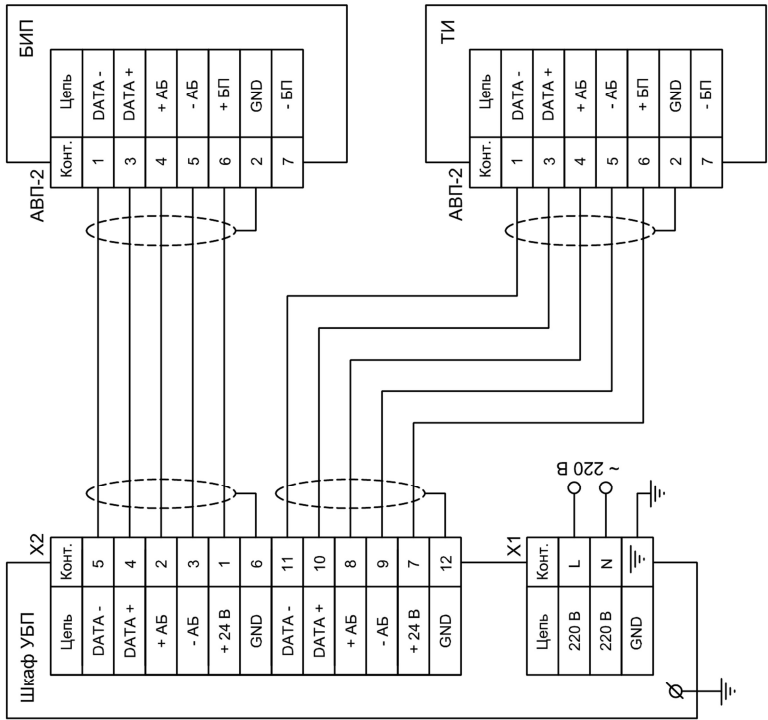 БИП
АВП-2
Конт. Цепь
1 DATA -
3 DATA +
4 + АБ
5 - АБ
6 + БП
2 GND
7 - БП
ТИ
АВП-2
Конт. Цепь
1 DATA -
3 DATA +
4 + АБ
5 - АБ
6 + БП
2 GND
7 - БП
Шкаф УБП
X2
Цепь Конт.
DATA - 5
DATA + 4
+ АБ 2
- АБ 3
+ 24 В 1
GND 6
DATA - 11
DATA + 10
+ АБ 8
- АБ 9
+ 24 В 7
GND 12
X1
Цепь Конт.
220 В L
220 В N
GND
~ 220 В